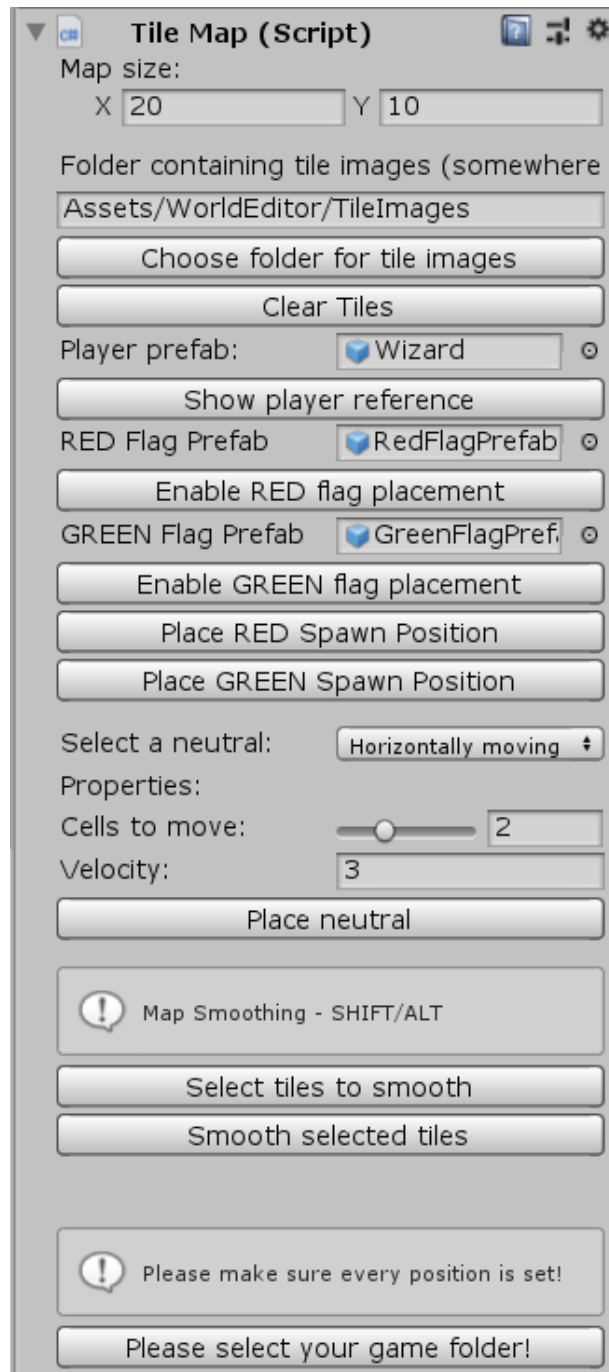 Tile Map (Script)
Map size:
X 20 Y 10
Folder containing tile images (somewhere
Assets/WorldEditor/TileImages
Choose folder for tile images
Clear Tiles
Player prefab: Wizard
Show player reference
RED Flag Prefab RedFlagPrefab
Enable RED flag placement
GREEN Flag Prefab GreenFlagPrefa
Enable GREEN flag placement
Place RED Spawn Position
Place GREEN Spawn Position
Select a neutral: Horizontally moving
Properties:
Cells to move: 2
Velocity: 3
Place neutral
Map Smoothing - SHIFT/ALT
Select tiles to smooth
Smooth selected tiles
Please make sure every position is set!
Please select your game folder!